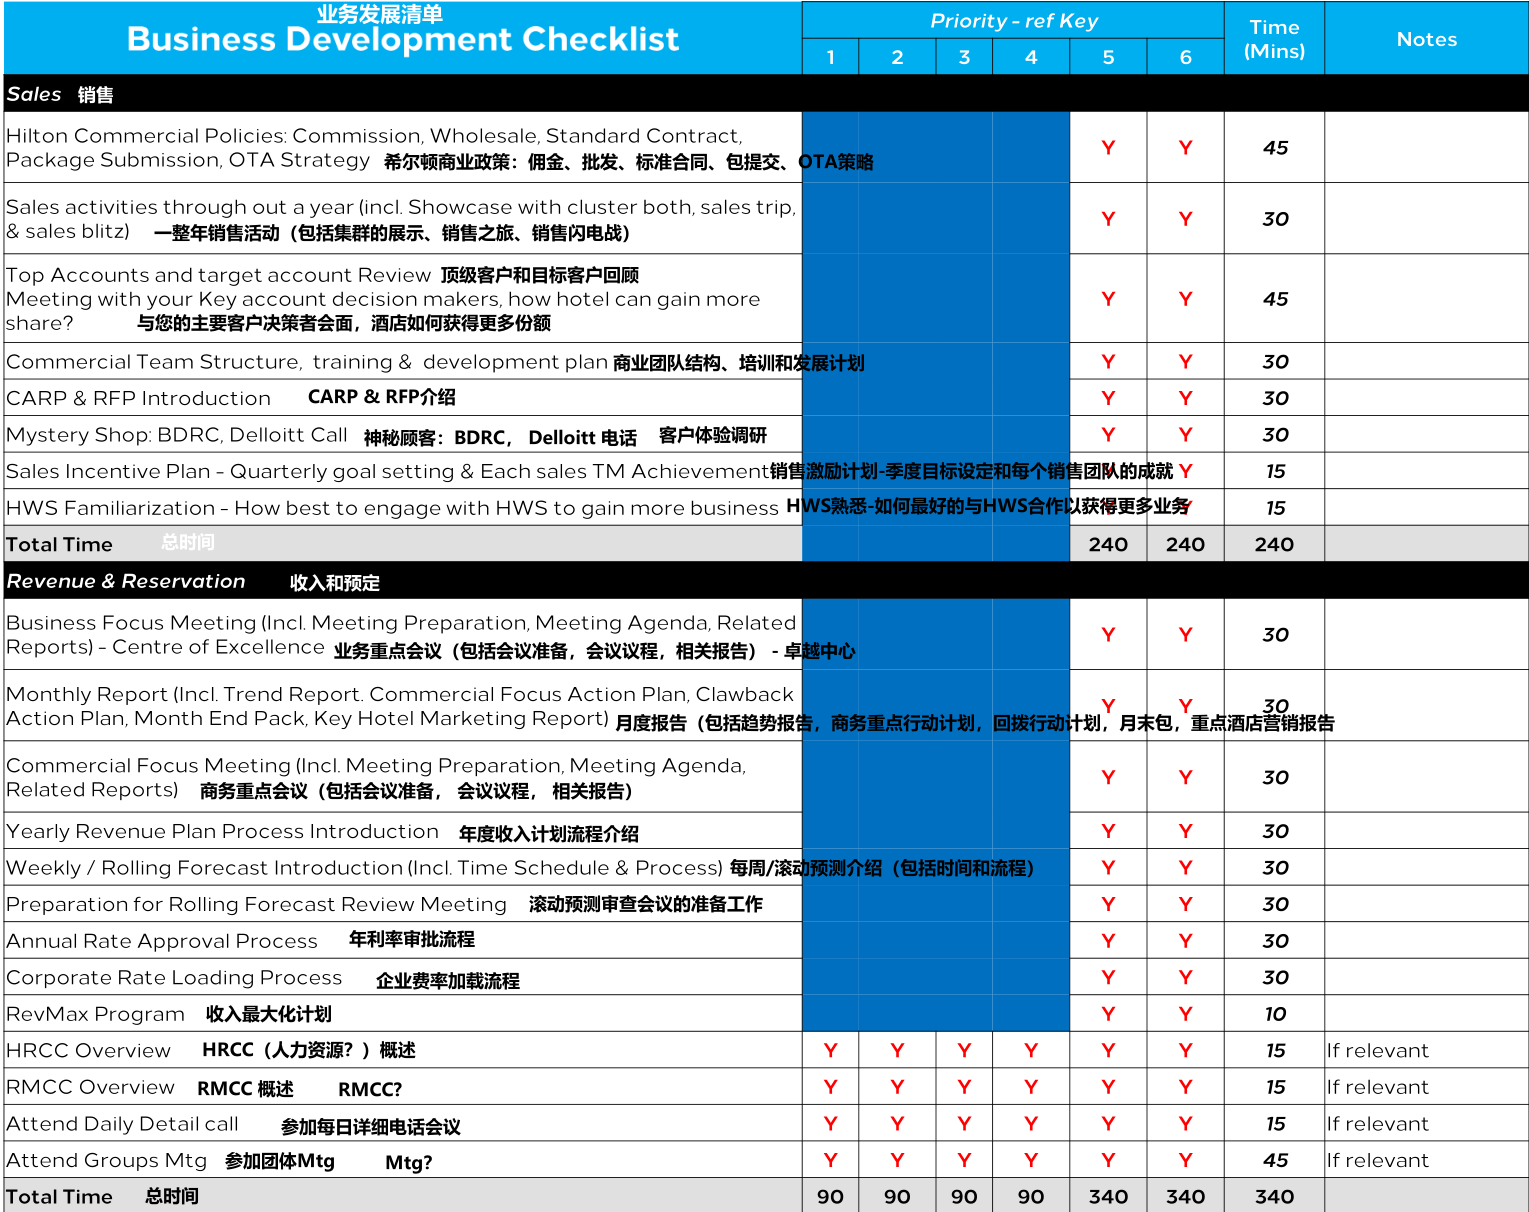 业务发展清单
Business Development Checklist
Priority - ref Key
1 2 3 4 5 6
Time
(Mins)
Notes
Sales 销售
Hilton Commercial Policies: Commission, Wholesale, Standard Contract,
Package Submission, OTA Strategy 希尔顿商业政策：佣金、批发、标准合同、包提交、OTA策略
Y Y 45
Sales activities through out a year (incl. Showcase with cluster both, sales trip,
& sales blitz) 一整年销售活动（包括集群的展示、销售之旅、销售闪电战）
Y Y 30
Top Accounts and target account Review 顶级客户和目标客户回顾
Meeting with your Key account decision makers, how hotel can gain more
share? 与您的主要客户决策者会面，酒店如何获得更多份额
Y Y 45
Commercial Team Structure, training & development plan 商业团队结构、培训和发展计划 Y Y 30
CARP & RFP Introduction CARP & RFP介绍 Y Y 30
Mystery Shop: BDRC, Delloitt Call 神秘顾客：BDRC， Delloitt 电话 客户体验调研 Y Y 30
Sales Incentive Plan - Quarterly goal setting & Each sales TM Achievement 销售激励计划-季度目标设定和每个销售团队的成就 Y Y 15
HWS Familiarization - How best to engage with HWS to gain more business HWS熟悉-如何最好的与HWS合作以获得更多业务 Y Y 15
Total Time 总时间 240 240 240
Revenue & Reservation 收入和预定
Business Focus Meeting (Incl. Meeting Preparation, Meeting Agenda, Related
Reports) - Centre of Excellence 业务重点会议（包括会议准备，会议议程，相关报告） - 卓越中心
Y Y 30
Monthly Report (Incl. Trend Report. Commercial Focus Action Plan, Clawback
Action Plan, Month End Pack, Key Hotel Marketing Report) 月度报告（包括趋势报告，商务重点行动计划，回拨行动计划，月末包，重点酒店营销报告
Y Y 30
Commercial Focus Meeting (Incl. Meeting Preparation, Meeting Agenda,
Related Reports) 商务重点会议（包括会议准备， 会议议程， 相关报告）
Y Y 30
Yearly Revenue Plan Process Introduction 年度收入计划流程介绍 Y Y 30
Weekly / Rolling Forecast Introduction (Incl. Time Schedule & Process) 每周/滚动预测介绍（包括时间和流程） Y Y 30
Preparation for Rolling Forecast Review Meeting 滚动预测审查会议的准备工作 Y Y 30
Annual Rate Approval Process 年利率审批流程 Y Y 30
Corporate Rate Loading Process 企业费率加载流程 Y Y 30
RevMax Program 收入最大化计划 Y Y 10
HRCC Overview HRCC（人力资源？）概述 Y Y Y Y Y Y 15 If relevant
RMCC Overview RMCC 概述 RMCC? Y Y Y Y Y Y 15 If relevant
Attend Daily Detail call 参加每日详细电话会议 Y Y Y Y Y Y 15 If relevant
Attend Groups Mtg 参加团体Mtg Mtg? Y Y Y Y Y Y 45 If relevant
Total Time 总时间 90 90 90 90 340 340 340